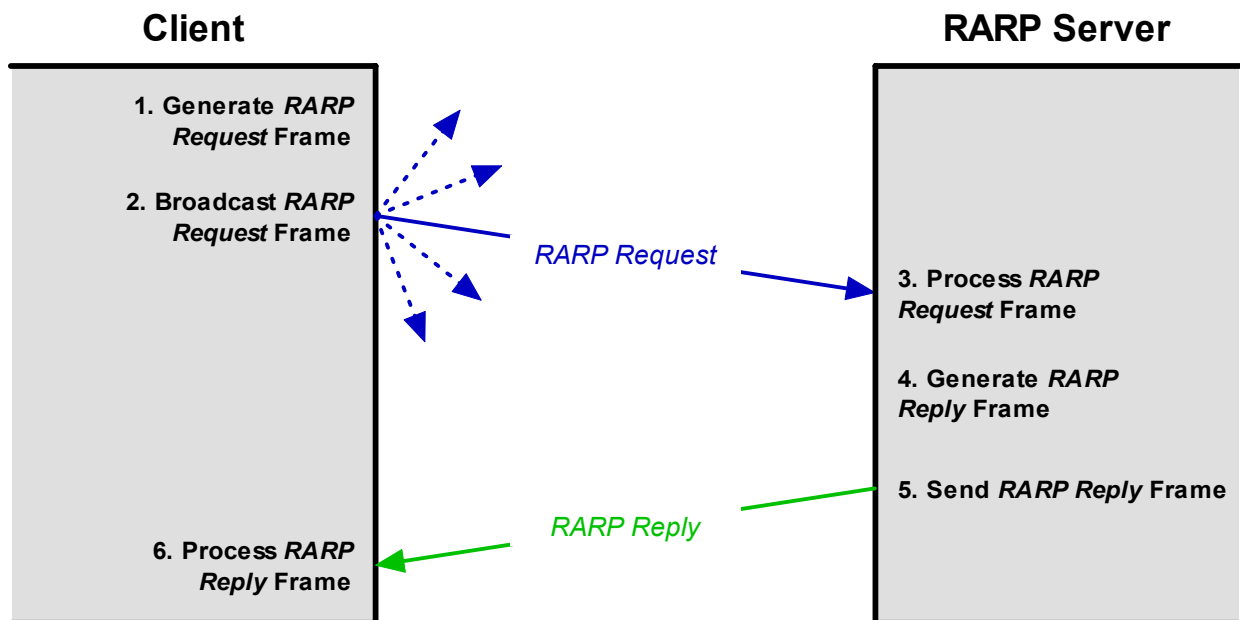 Client
RARP Server
1. Generate RARP
Request Frame
2. Broadcast RARP
Request Frame
RARP Request
3. Process RARP
Request Frame
4. Generate RARP
Reply Frame
5. Send RARP Reply Frame
RARP Reply
6. Process RARP
Reply Frame